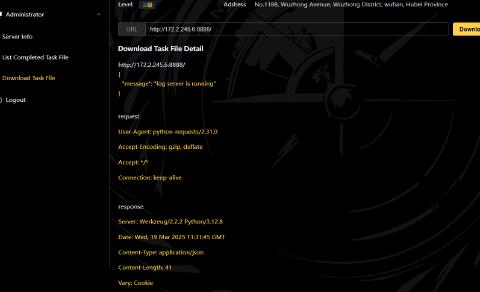 Administrator
Server Info
List Completed Task File
Download Task File
Logout
Level 三级 Address No.1188, Wuzhong Avenue, Wuzhong District, wuhan, Hubei Province
URL http://172.2.245.6:8888/ Downlo
Download Task File Detail
http://172.2.245.6:8888/
{
"message": "log server is running"
}
request
User-Agent: python-requests/2.31.0
Accept-Encoding: gzip, deflate
Accept: */*
Connection: keep-alive
response
Server: Werkzeug/2.2.2 Python/3.12.8
Date: Wed, 19 Mar 2025 11:31:45 GMT
Content-Type: application/json
Content-Length: 41
Vary: Cookie